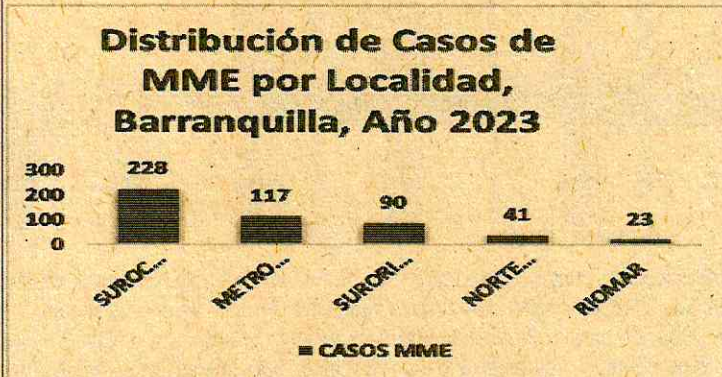 Distribución de Casos de
MME por Localidad,
Barranquilla, Año 2023
300
200
100
0
228
117
90
41
23
SUROC...
METRO...
SURORI...
NORTE...
RIOMAR
CASOS MME